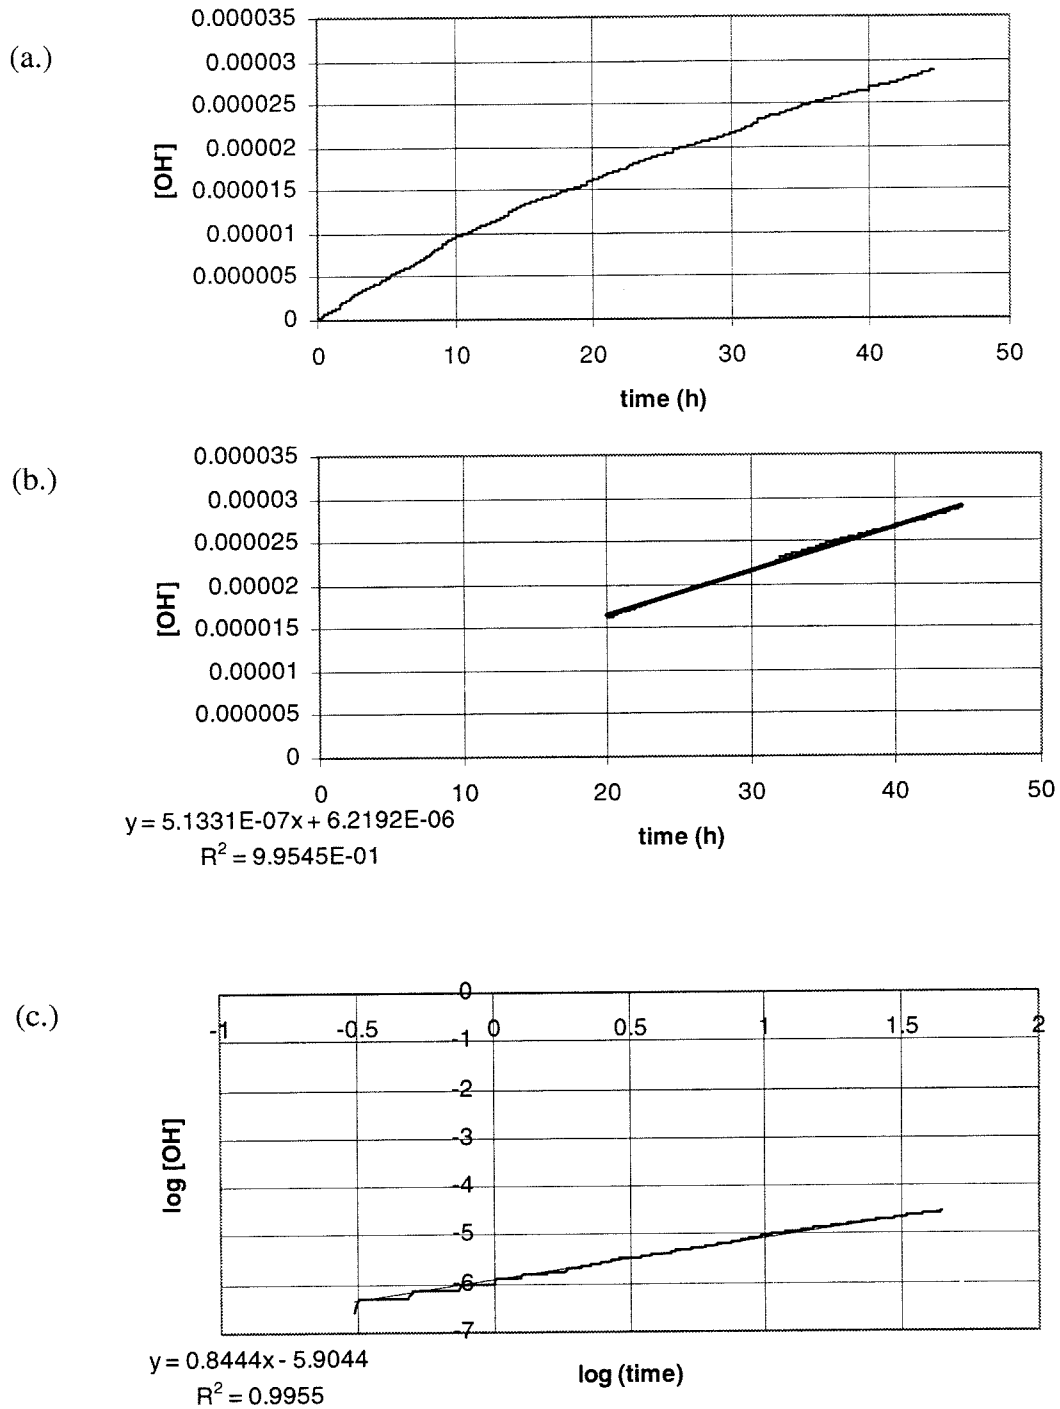 (a.)
0.000035
0.00003
0.000025
0.00002
0.000015
0.00001
0.000005
0
[OH]
0 10 20 30 40 50
time (h)
(b.)
0.000035
0.00003
0.000025
0.00002
0.000015
0.00001
0.000005
0
[OH]
0 10 20 30 40 50
y = 5.1331E-07x + 6.2192E-06
R² = 9.9545E-01
time (h)
(c.)
0
-1 -0.5 0 0.5 1 1.5 2
-1
-2
-3
-4
-5
-6
-7
log [OH]
y = 0.8444x - 5.9044
R² = 0.9955
log (time)